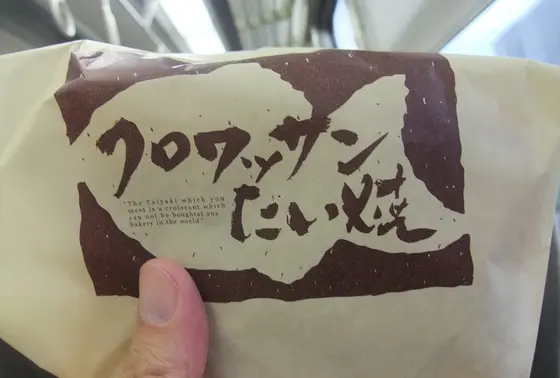 クロワッサン
たい焼
"The Taiyaki which you
meet is a croissant which
can not be boughtat any
bakery in the world."